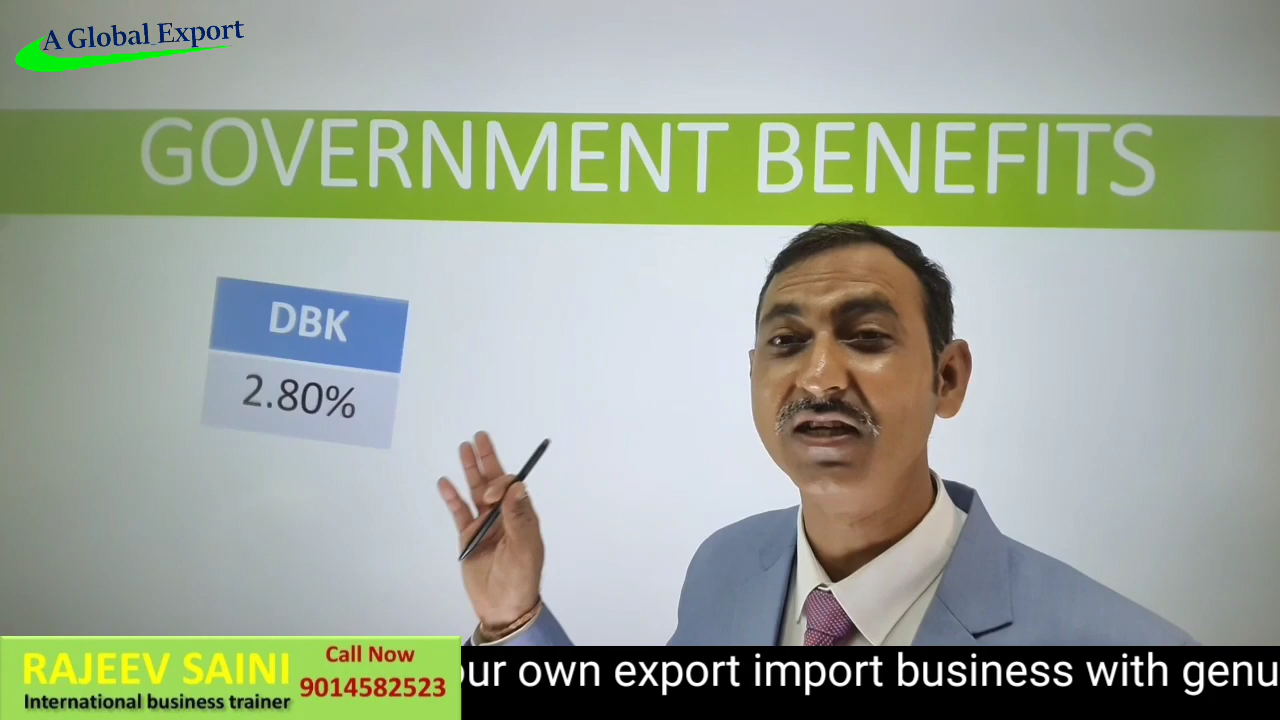 A Global Export
GOVERNMENT BENEFITS
DBK
2.80%
RAJEEV SAINI
International business trainer
Call Now
9014582523
our own export import business with genu